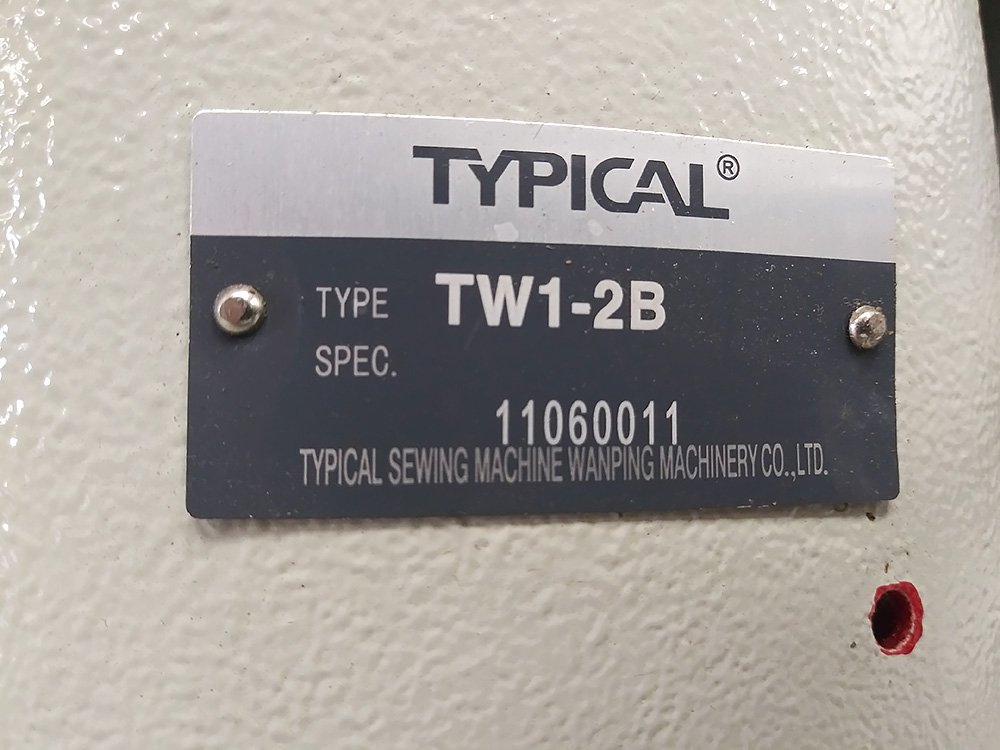 TYPICAL®
TYPE TW1-2B
SPEC.
11060011
TYPICAL SEWING MACHINE WANPING MACHINERY CO.,LTD.